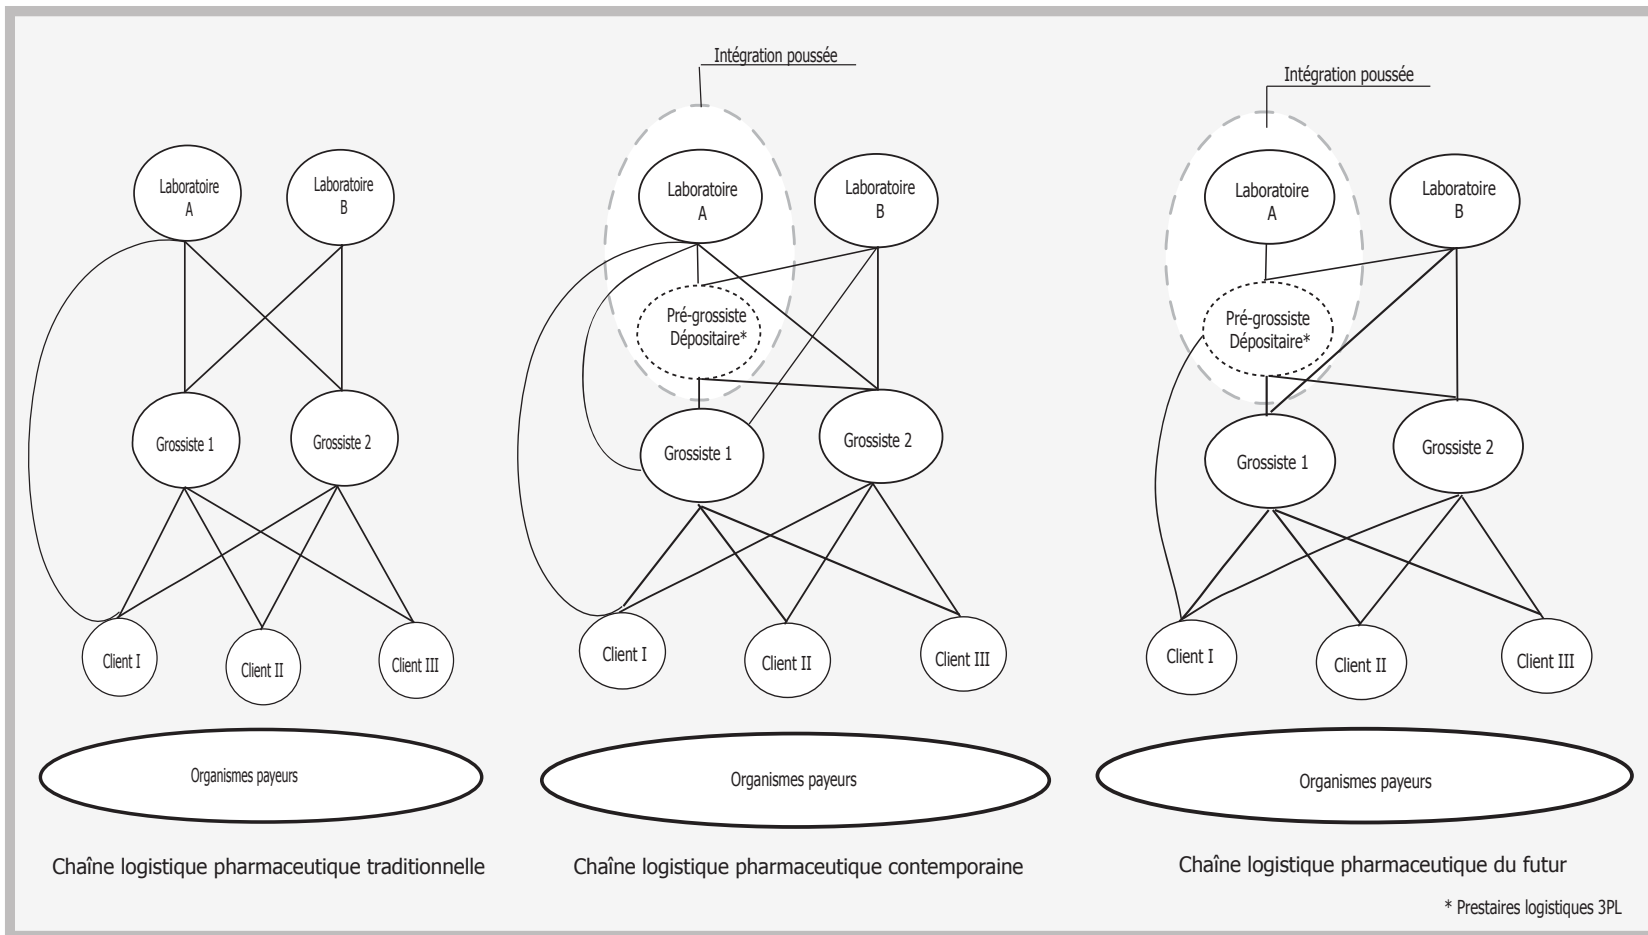 Intégration poussée
Laboratoire
A
Laboratoire
B
Grossiste 1
Grossiste 2
Client I
Client II
Client III
Organismes payeurs
Chaîne logistique pharmaceutique traditionnelle
Laboratoire
A
Laboratoire
B
Pré-grossiste
Dépositaire*
Grossiste 1
Grossiste 2
Client I
Client II
Client III
Organismes payeurs
Chaîne logistique pharmaceutique contemporaine
Intégration poussée
Laboratoire
A
Laboratoire
B
Pré-grossiste
Dépositaire*
Grossiste 1
Grossiste 2
Client I
Client II
Client III
Organismes payeurs
Chaîne logistique pharmaceutique du futur
* Prestaires logistiques 3PL